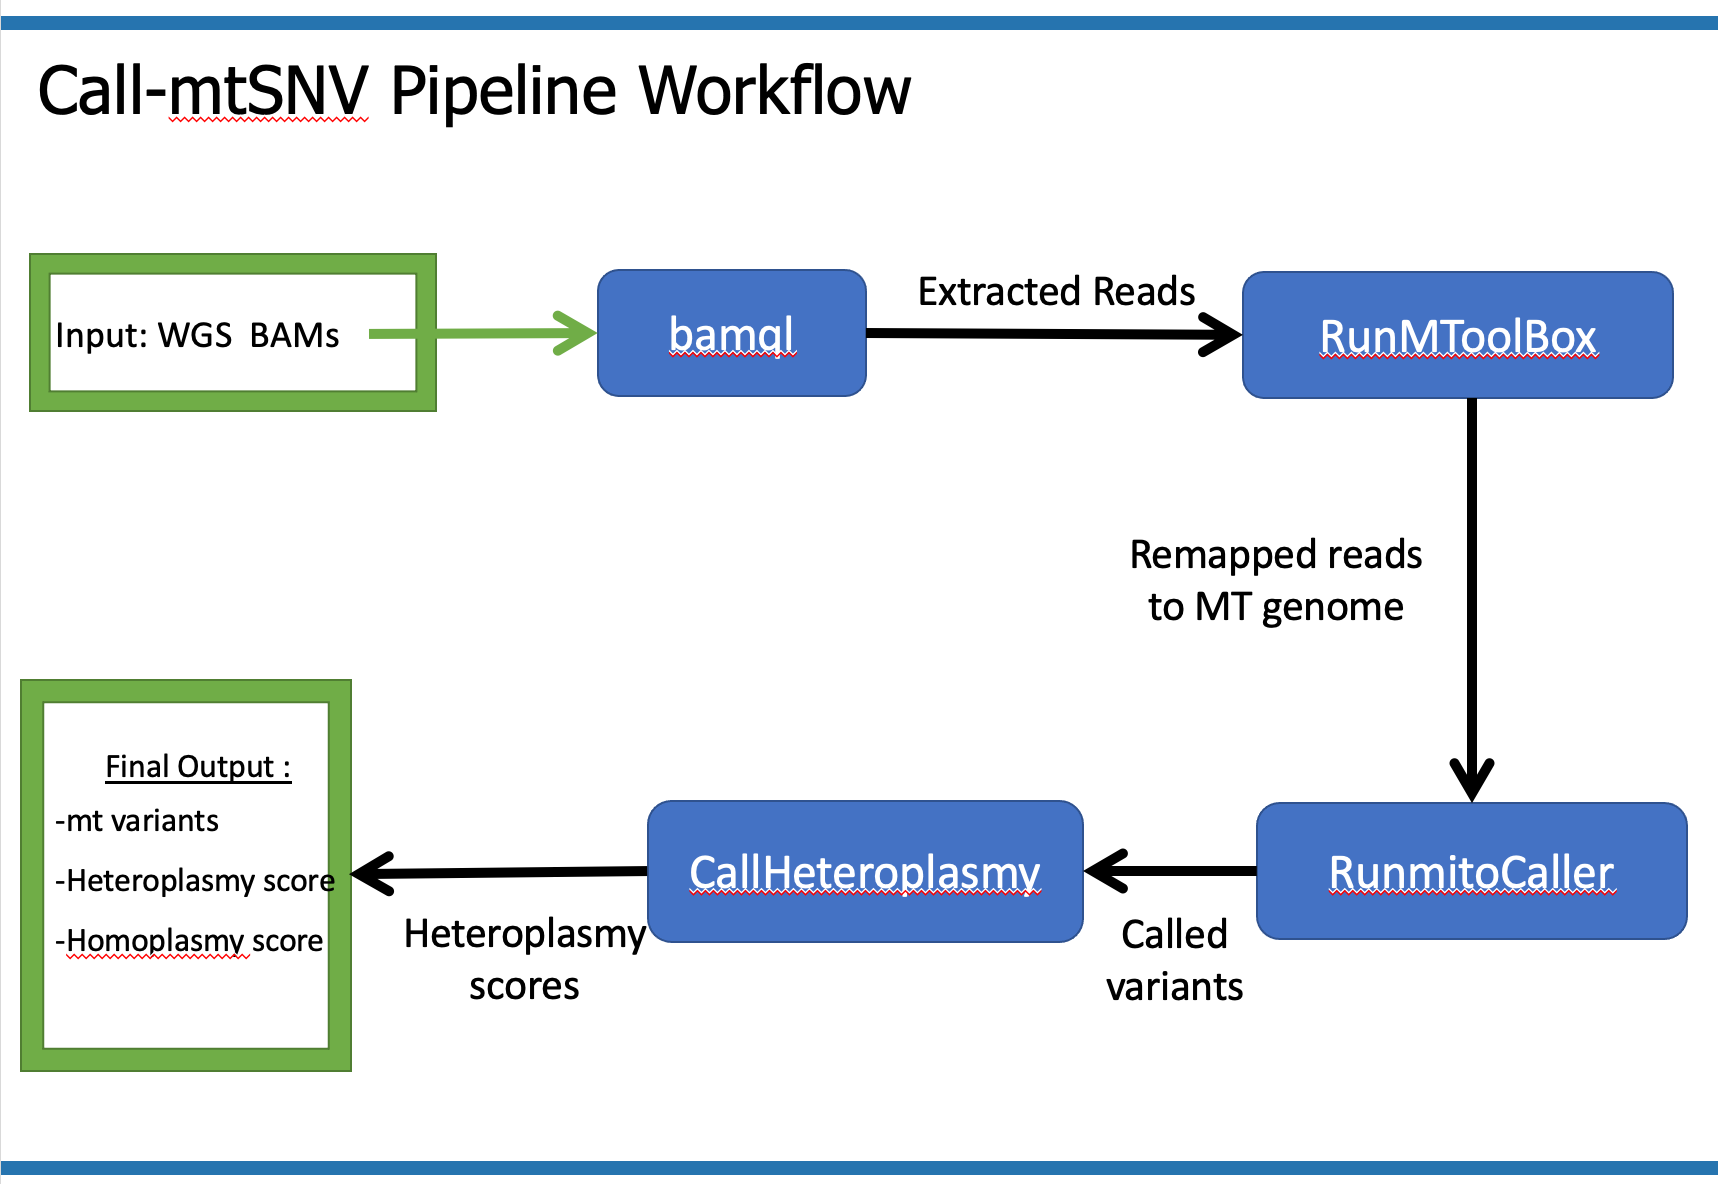 Call-mtSNV Pipeline Workflow
Input: WGS  BAMs
bamql
Extracted Reads
RunMToolBox
Remapped reads
to MT genome
RunmitoCaller
Called
variants
CallHeteroplasmy
Heteroplasmy
scores
Final Output :
-mt variants
-Heteroplasmy score
-Homoplasmy score